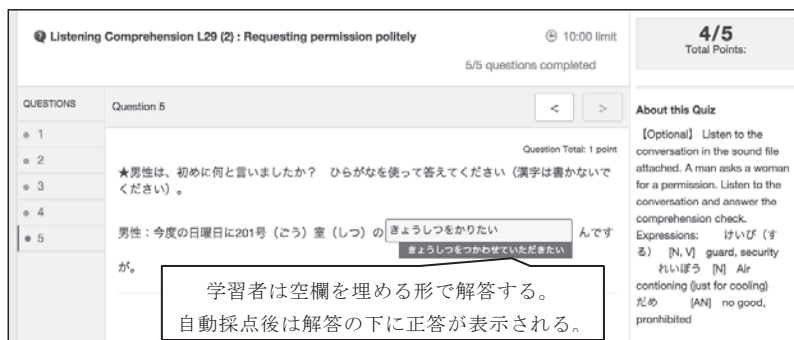 Listening Comprehension L29 (2) : Requesting permission politely
10:00 limit
5/5 questions completed
4/5
Total Points:
QUESTIONS
Question 5
<
>
1
2
3
4
5
Question Total: 1 point
★男性は、初めに何と言いましたか？ ひらがなを使って答えてください（漢字は書かないで
ください）。
男性：今度の日曜日に201号（ごう）室（しつ）の きょうしつをかりたい んです
きょうしつをつかわせていただきたい
が。
学習者は空欄を埋める形で解答する。
自動採点後は解答の下に正答が表示される。
About this Quiz
【Optional】 Listen to the
conversation in the sound file
attached. A man asks a woman
for a permission. Listen to the
conversation and answer the
comprehension check.
Expressions: けいび（す
る） [N, V] guard, security
れいぼう [N] Air
contioning (just for cooling)
だめ [AN] no good,
pronhibited